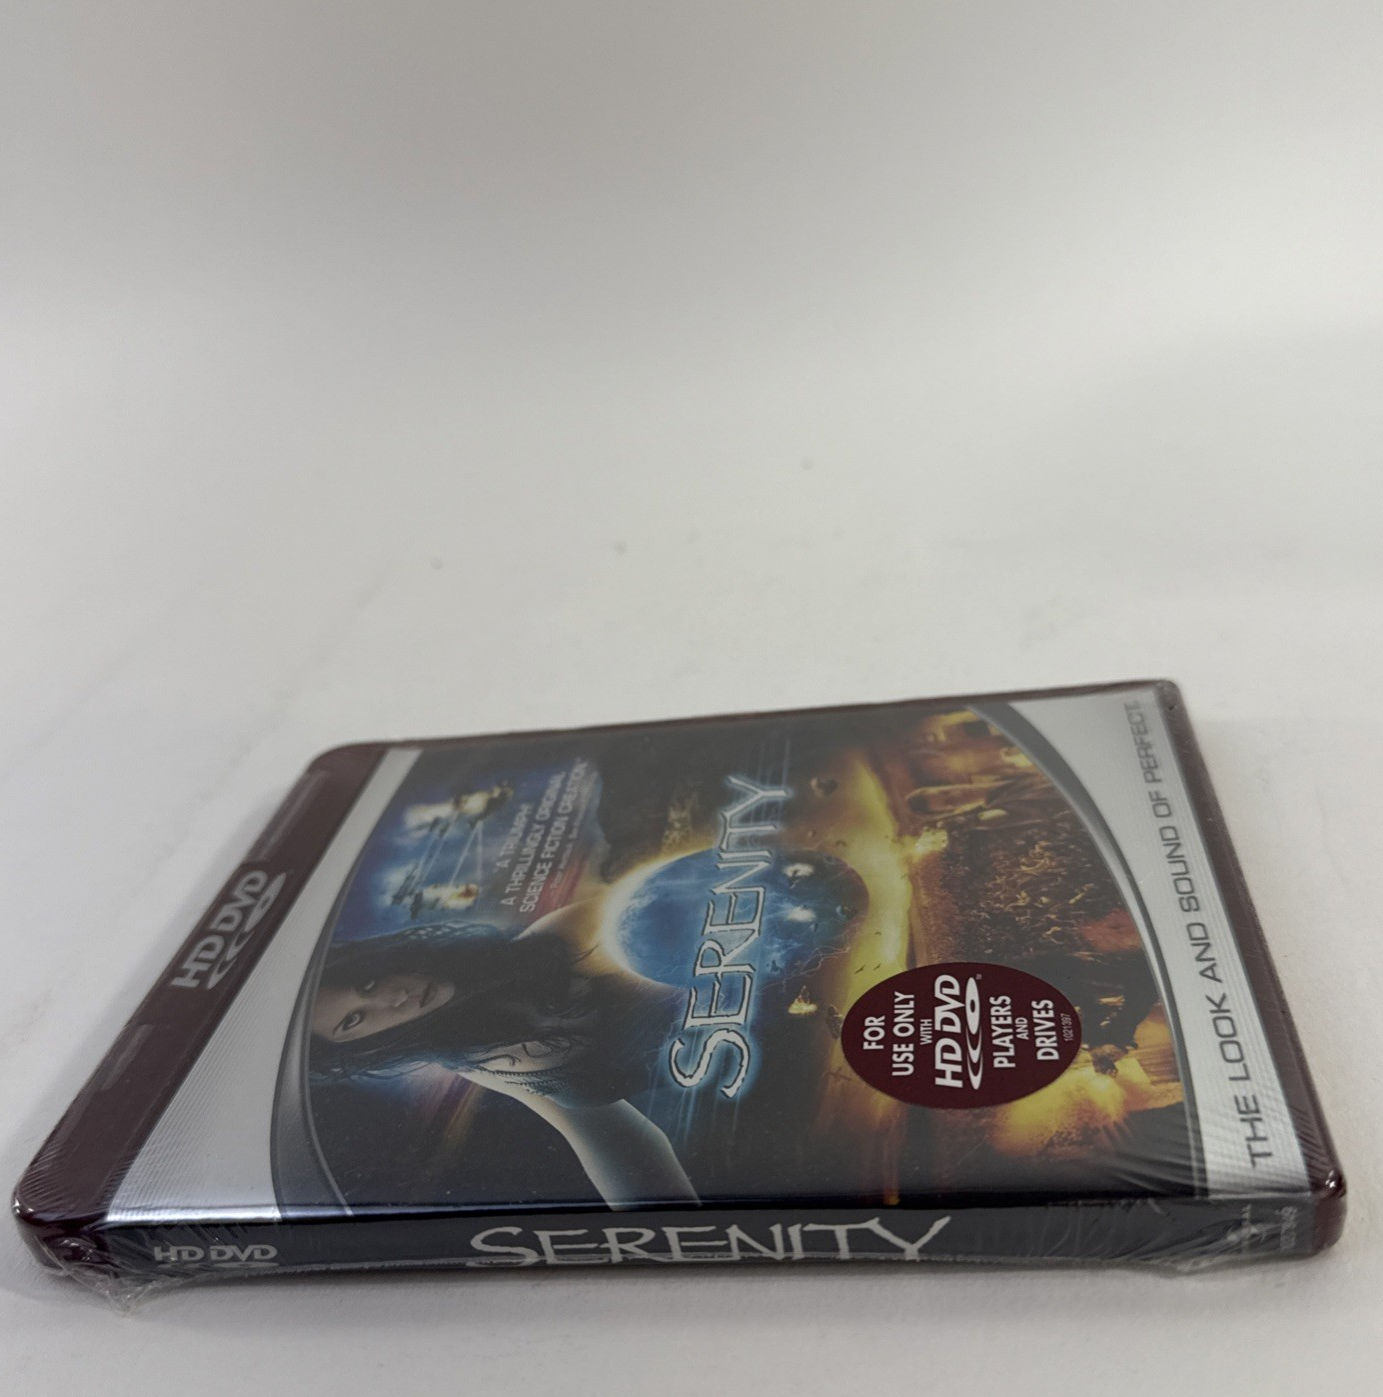 HD DVD
"A TRIUMPH!
A THRILLINGLY ORIGINAL
SCIENCE FICTION CREATION."
SERENITY
FOR
USE ONLY
WITH
HD DVD
PLAYERS
AND
DRIVES
1021397
THE LOOK AND SOUND OF PERFECT.
HD DVD
SERENITY